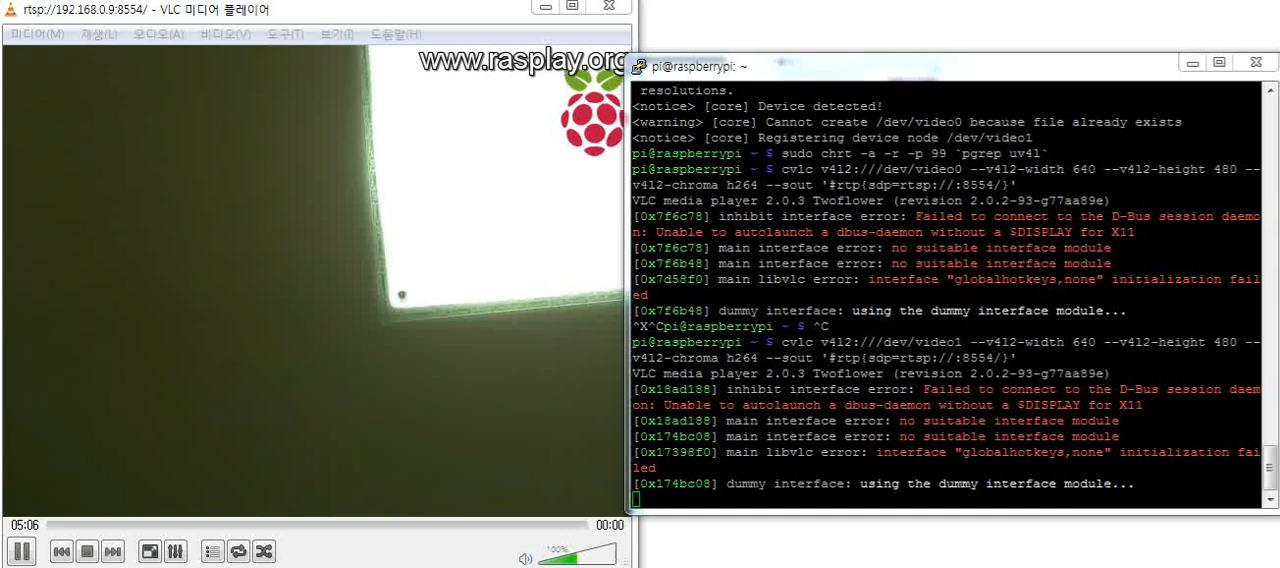 rtsp://192.168.0.9:8554/ - VLC 미디어 플레이어
미디어(M) 재생(L) 오디오(A) 비디오(V) 도구(T) 보기(I) 도움말(H)
www.rasplay.org
05:06
00:00
100%
pi@raspberrypi: ~
resolutions.
<notice> [core] Device detected!
<warning> [core] Cannot create /dev/video0 because file already exists
<notice> [core] Registering device node /dev/video1
pi@raspberrypi ~ $ sudo chrt -a -r -p 99 `pgrep uv4l`
pi@raspberrypi ~ $ cvlc v4l2:///dev/video0 --v4l2-width 640 --v4l2-height 480 --
v4l2-chroma h264 --sout '#rtp{sdp=rtsp://:8554/}'
VLC media player 2.0.3 Twoflower (revision 2.0.2-93-g77aa89e)
[0x7f6c78] inhibit interface error: Failed to connect to the D-Bus session daemo
n: Unable to autolaunch a dbus-daemon without a $DISPLAY for X11
[0x7f6c78] main interface error: no suitable interface module
[0x7f6b48] main interface error: no suitable interface module
[0x7d58f0] main libvlc error: interface "globalhotkeys,none" initialization fail
ed
[0x7f6b48] dummy interface: using the dummy interface module...
^X^Cpi@raspberrypi ~ $ ^C
pi@raspberrypi ~ $ cvlc v4l2:///dev/video1 --v4l2-width 640 --v4l2-height 480 --
v4l2-chroma h264 --sout '#rtp{sdp=rtsp://:8554/}'
VLC media player 2.0.3 Twoflower (revision 2.0.2-93-g77aa89e)
[0x18ad188] inhibit interface error: Failed to connect to the D-Bus session daem
on: Unable to autolaunch a dbus-daemon without a $DISPLAY for X11
[0x18ad188] main interface error: no suitable interface module
[0x174bc08] main interface error: no suitable interface module
[0x17398f0] main libvlc error: interface "globalhotkeys,none" initialization fai
led
[0x174bc08] dummy interface: using the dummy interface module...